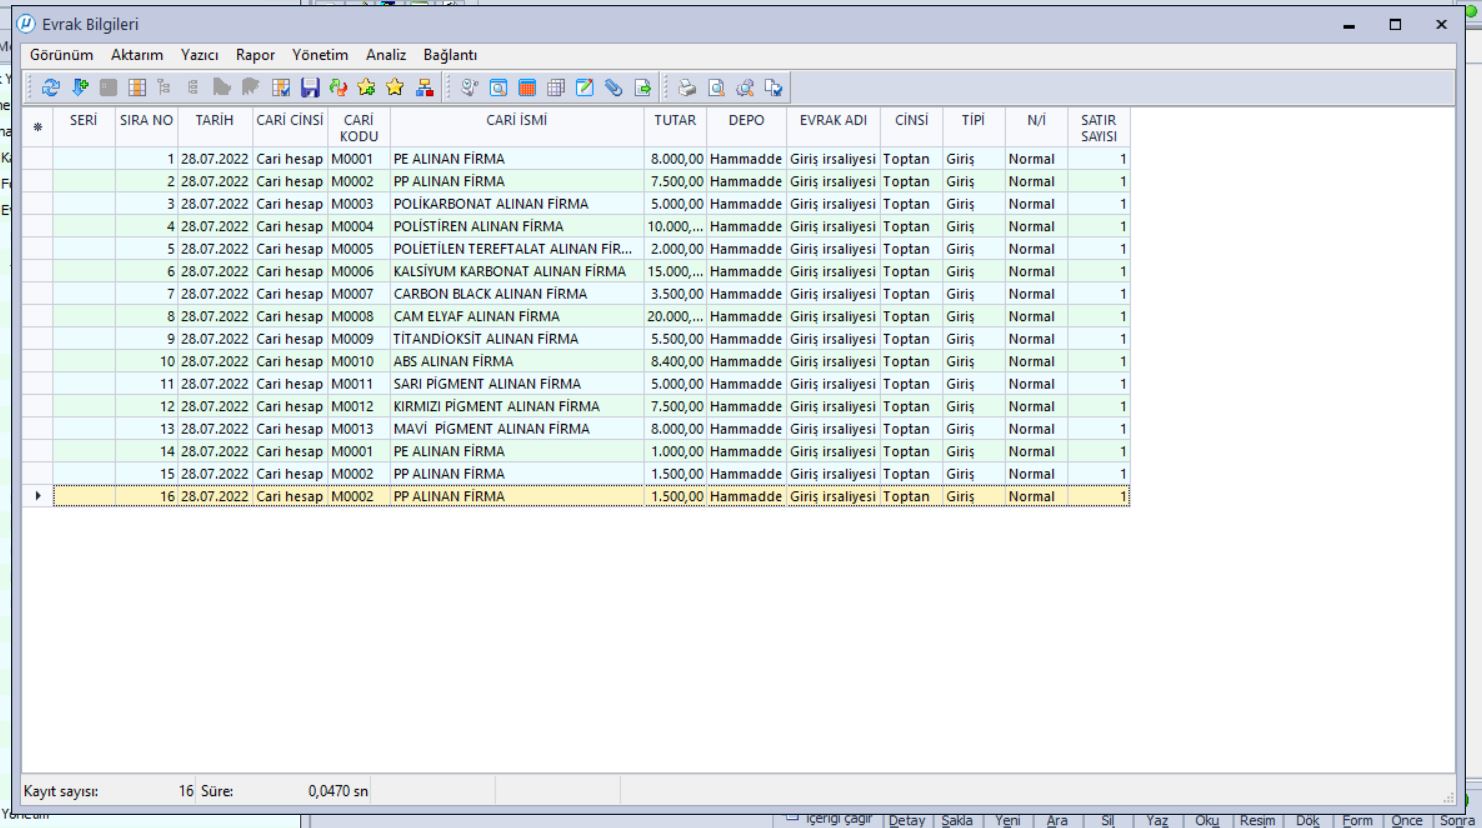 Evrak Bilgileri
Görünüm Aktarım Yazıcı Rapor Yönetim Analiz Bağlantı
SERİ SIRA NO TARİH CARİ CİNSİ CARİ KODU CARİ İSMİ TUTAR DEPO EVRAK ADI CİNSİ TİPİ N/İ SATIR SAYISI
1 28.07.2022 Cari hesap M0001 PE ALINAN FİRMA 8.000,00 Hammadde Giriş irsaliyesi Toptan Giriş Normal 1
2 28.07.2022 Cari hesap M0002 PP ALINAN FİRMA 7.500,00 Hammadde Giriş irsaliyesi Toptan Giriş Normal 1
3 28.07.2022 Cari hesap M0003 POLİKARBONAT ALINAN FİRMA 5.000,00 Hammadde Giriş irsaliyesi Toptan Giriş Normal 1
4 28.07.2022 Cari hesap M0004 POLİSTİREN ALINAN FİRMA 10.000,... Hammadde Giriş irsaliyesi Toptan Giriş Normal 1
5 28.07.2022 Cari hesap M0005 POLİETİLEN TEREFTALAT ALINAN FİR... 2.000,00 Hammadde Giriş irsaliyesi Toptan Giriş Normal 1
6 28.07.2022 Cari hesap M0006 KALSİYUM KARBONAT ALINAN FİRMA 15.000,... Hammadde Giriş irsaliyesi Toptan Giriş Normal 1
7 28.07.2022 Cari hesap M0007 CARBON BLACK ALINAN FİRMA 3.500,00 Hammadde Giriş irsaliyesi Toptan Giriş Normal 1
8 28.07.2022 Cari hesap M0008 CAM ELYAF ALINAN FİRMA 20.000,... Hammadde Giriş irsaliyesi Toptan Giriş Normal 1
9 28.07.2022 Cari hesap M0009 TİTANDİOKSİT ALINAN FİRMA 5.500,00 Hammadde Giriş irsaliyesi Toptan Giriş Normal 1
10 28.07.2022 Cari hesap M0010 ABS ALINAN FİRMA 8.400,00 Hammadde Giriş irsaliyesi Toptan Giriş Normal 1
11 28.07.2022 Cari hesap M0011 SARI PİGMENT ALINAN FİRMA 5.000,00 Hammadde Giriş irsaliyesi Toptan Giriş Normal 1
12 28.07.2022 Cari hesap M0012 KIRMIZI PİGMENT ALINAN FİRMA 7.500,00 Hammadde Giriş irsaliyesi Toptan Giriş Normal 1
13 28.07.2022 Cari hesap M0013 MAVİ PİGMENT ALINAN FİRMA 8.000,00 Hammadde Giriş irsaliyesi Toptan Giriş Normal 1
14 28.07.2022 Cari hesap M0001 PE ALINAN FİRMA 1.000,00 Hammadde Giriş irsaliyesi Toptan Giriş Normal 1
15 28.07.2022 Cari hesap M0002 PP ALINAN FİRMA 1.500,00 Hammadde Giriş irsaliyesi Toptan Giriş Normal 1
16 28.07.2022 Cari hesap M0002 PP ALINAN FİRMA 1.500,00 Hammadde Giriş irsaliyesi Toptan Giriş Normal 1
Kayıt sayısı: 16 Süre: 0,0470 sn
Yönetim İçeriği çağır Detay Sakla Yeni Ara Sil Yaz Oku Resim Dök Form Önce Sonra